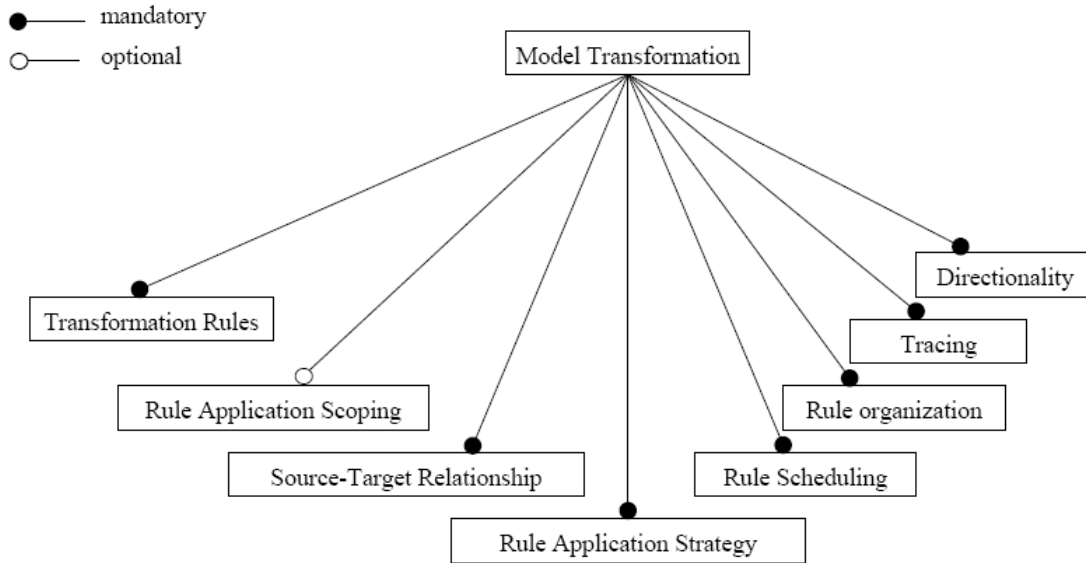 mandatory
optional
Model Transformation
Directionality
Transformation Rules
Tracing
Rule Application Scoping
Rule organization
Source-Target Relationship
Rule Scheduling
Rule Application Strategy